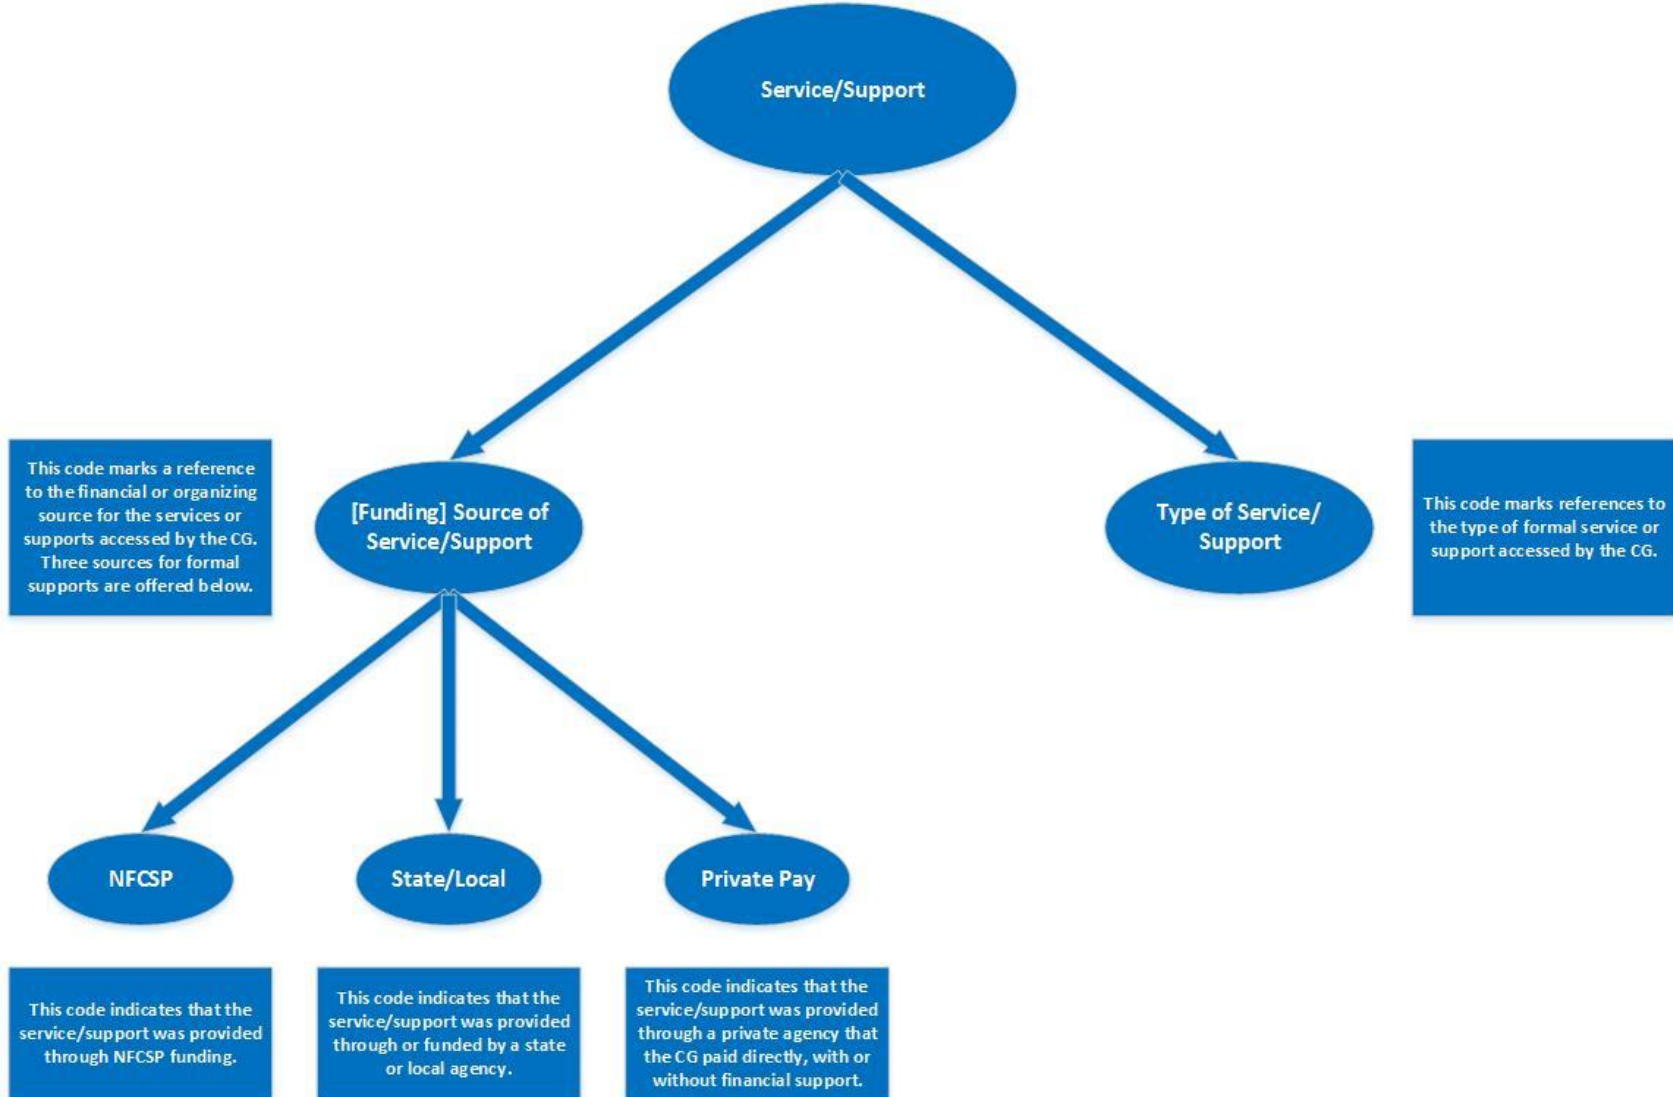 Service/Support
This code marks a reference
to the financial or organizing
source for the services or
supports accessed by the CG.
Three sources for formal
supports are offered below.
[Funding] Source of
Service/Support
Type of Service/
Support
This code marks references to
the type of formal service or
support accessed by the CG.
NFCSP
State/Local
Private Pay
This code indicates that the
service/support was provided
through NFCSP funding.
This code indicates that the
service/support was provided
through or funded by a state
or local agency.
This code indicates that the
service/support was provided
through a private agency that
the CG paid directly, with or
without financial support.